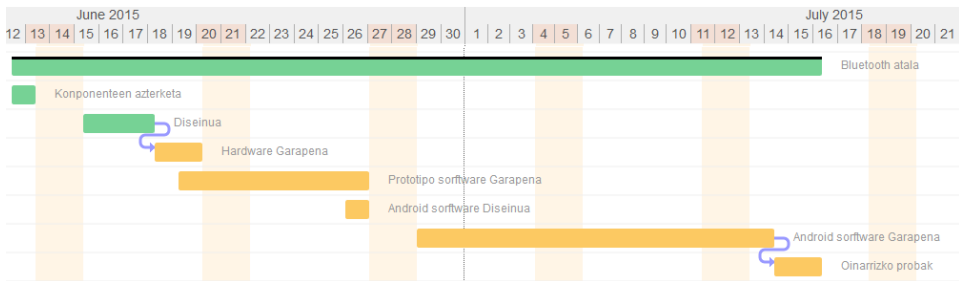 June 2015 July 2015
12 13 14 15 16 17 18 19 20 21 22 23 24 25 26 27 28 29 30 1 2 3 4 5 6 7 8 9 10 11 12 13 14 15 16 17 18 19 20 21
Bluetooth atala
Konponenteen azterketa
Diseinua
Hardware Garapena
Prototipo sorftware Garapena
Android sorftware Diseinua
Android sorftware Garapena
Oinarrizko probak